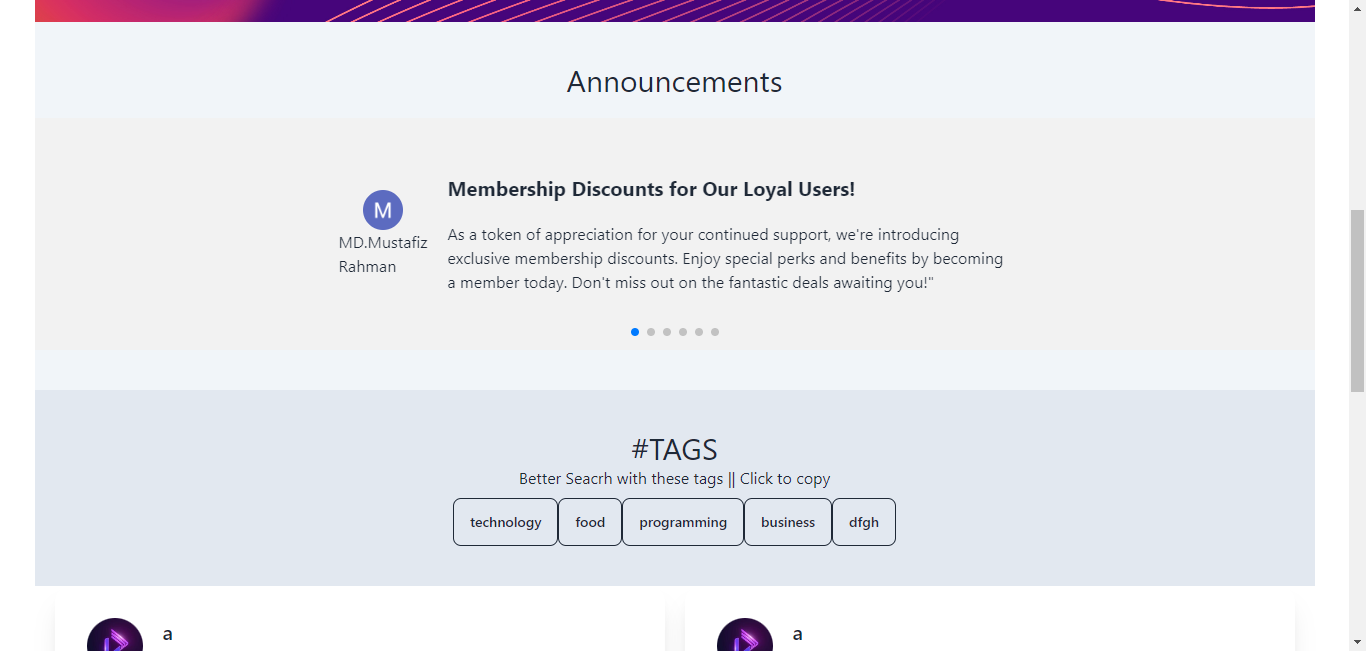 Announcements
Membership Discounts for Our Loyal Users!
M
MD.Mustafiz
Rahman
As a token of appreciation for your continued support, we're introducing
exclusive membership discounts. Enjoy special perks and benefits by becoming
a member today. Don't miss out on the fantastic deals awaiting you!"
#TAGS
Better Seacrh with these tags || Click to copy
technology food programming business dfgh
a a